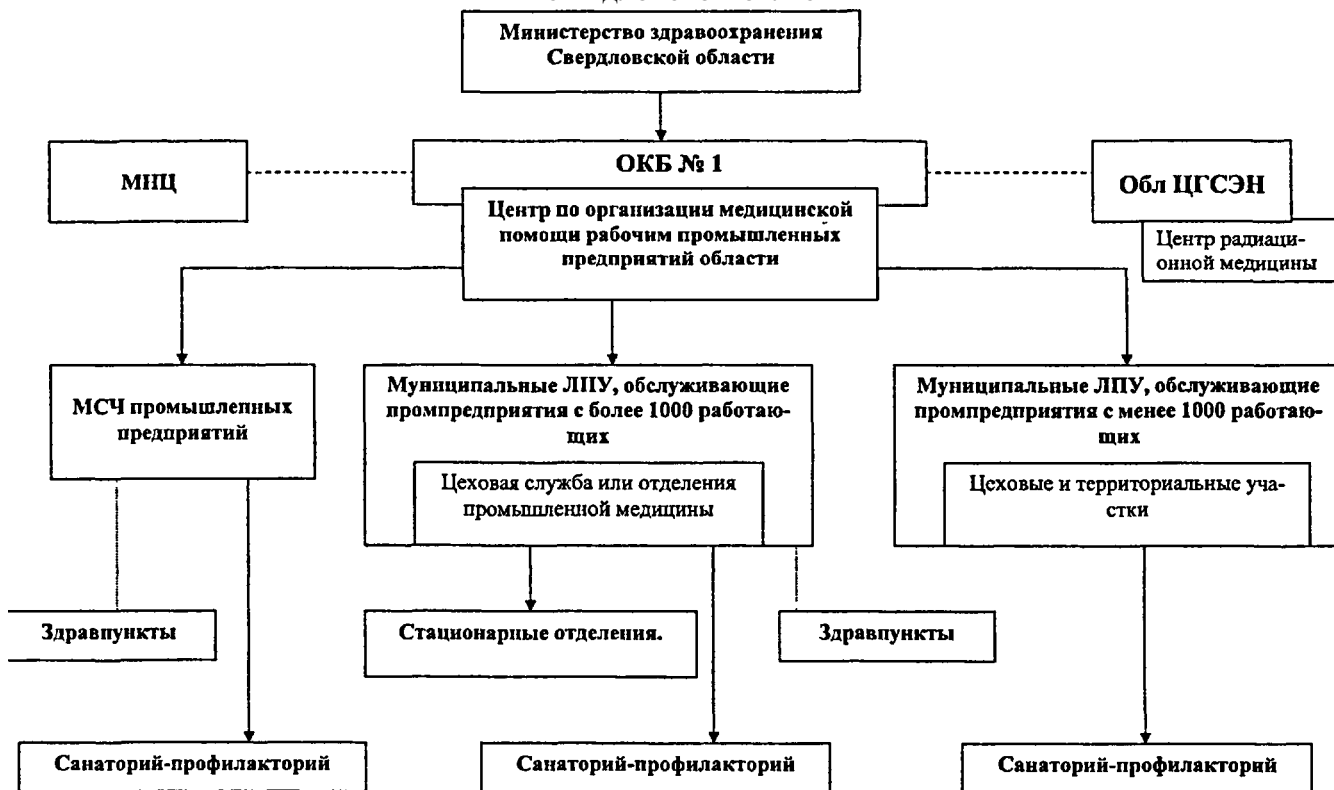 Министерство здравоохранения
Свердловской области
МНЦ
ОКБ № 1
Обл ЦГСЭН
Центр по организации медицинской
помощи рабочим промышленных
предприятий области
Центр радиаци-
онной медицины
МСЧ промышленных
предприятий
Муниципальные ЛПУ, обслуживающие
промпредприятия с более 1000 работаю-
щих
Цеховая служба или отделения
промышленной медицины
Муниципальные ЛПУ, обслуживающие
промпредприятия с менее 1000 работаю-
щих
Цеховые и территориальные уча-
стки
Здравпункты
Стационарные отделения.
Здравпункты
Санаторий-профилакторий
Санаторий-профилакторий
Санаторий-профилакторий